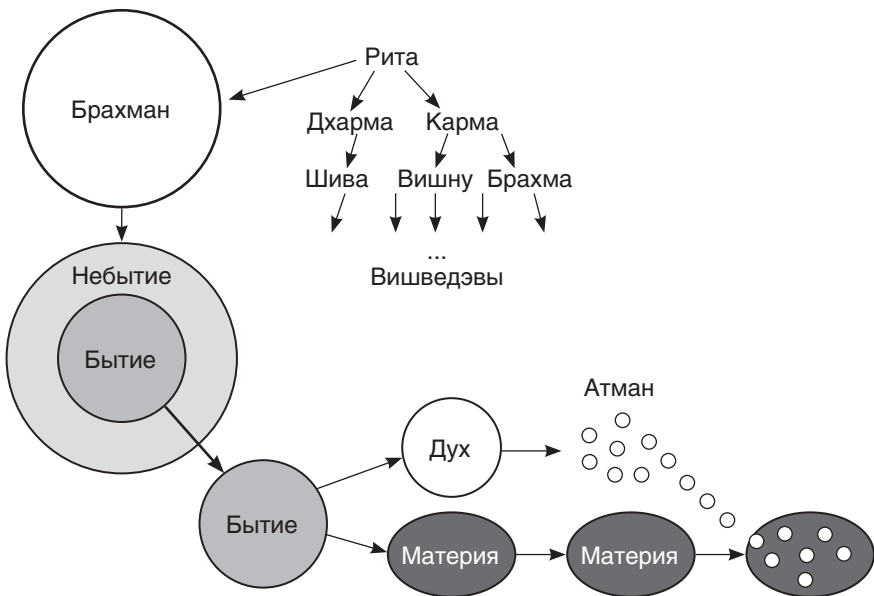 Рита
Брахман
Дхарма Карма
Шива Вишну Брахма
...
Вишведэвы
Небытие
Бытие
Атман
Дух
Бытие
Материя Материя